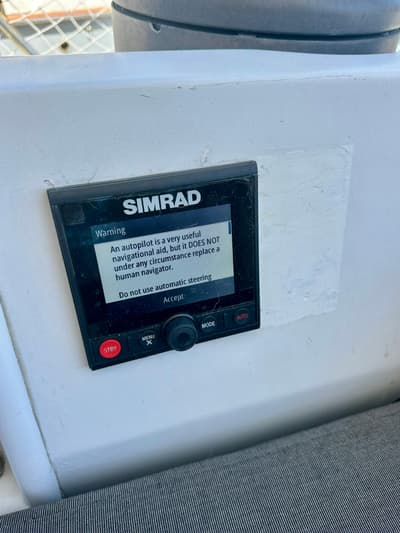 SIMRAD
Warning
An autopilot is a very useful
navigational aid, but it DOES NOT
under any circumstance replace a
human navigator.
Do not use automatic steering
Accept
STBY
MENU
MODE
AUTO